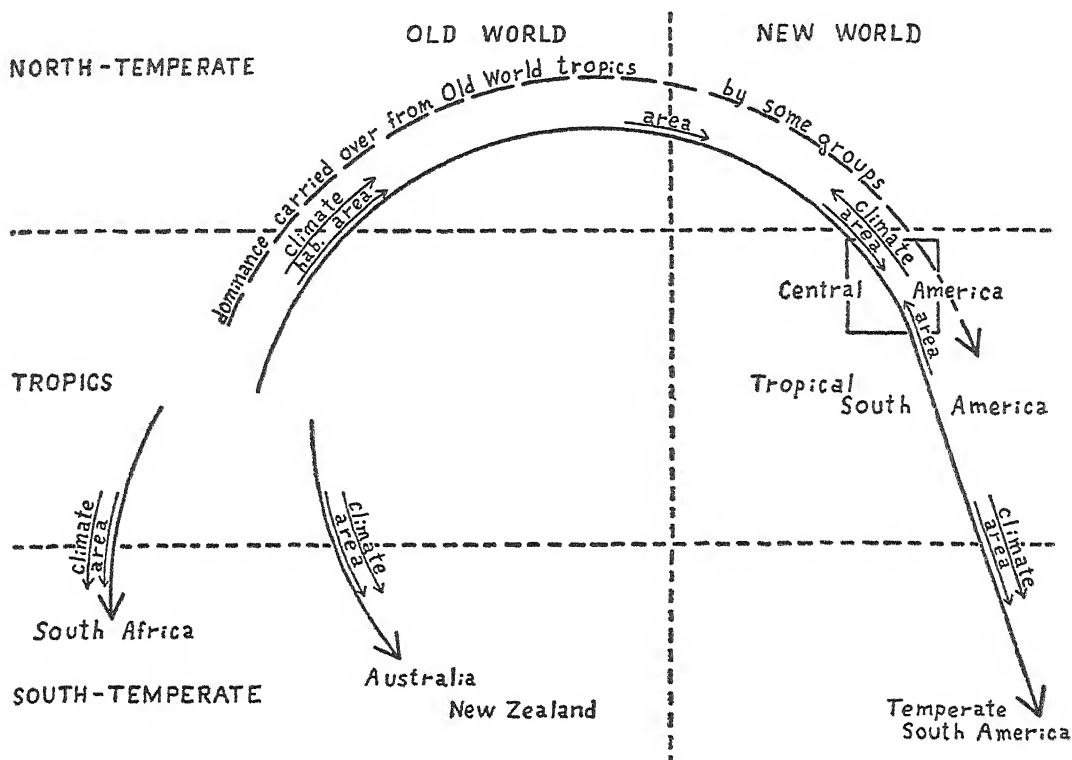 OLD WORLD
NEW WORLD
NORTH-TEMPERATE
dominance carried over from Old World tropics
by some groups
area
climate
hab. area
climate
area
Central America
area
TROPICS
Tropical
South America
climate
area
climate
area
climate
area
South Africa
Australia
New Zealand
SOUTH-TEMPERATE
Temperate
South America